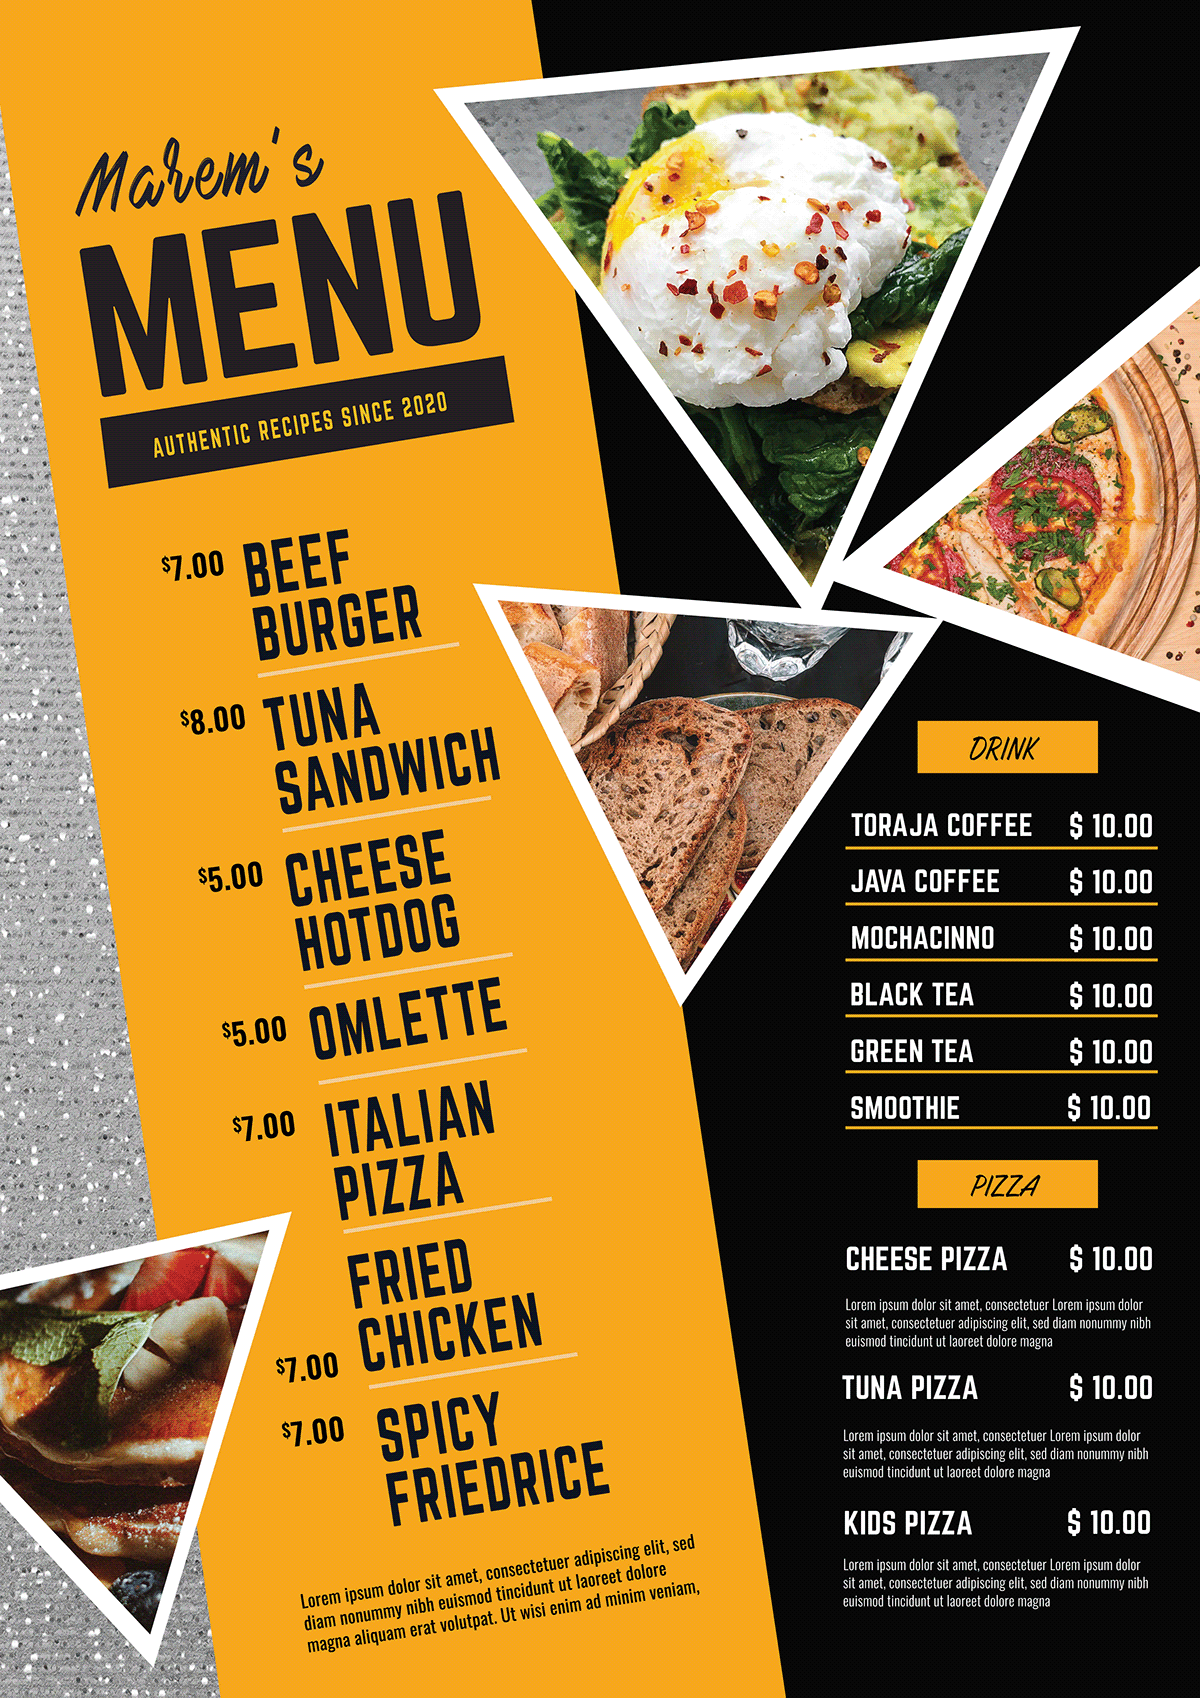 Marem's
MENU
AUTHENTIC RECIPES SINCE 2020
$7.00 BEEF
BURGER
$8.00 TUNA
SANDWICH
$5.00 CHEESE
HOTDOG
$5.00 OMLETTE
$7.00 ITALIAN
PIZZA
FRIED
$7.00 CHICKEN
$7.00 SPICY
FRIEDRICE
Lorem ipsum dolor sit amet, consectetuer adipiscing elit, sed
diam nonummy nibh euismod tincidunt ut laoreet dolore
magna aliquam erat volutpat. Ut wisi enim ad minim veniam,
DRINK
TORAJA COFFEE $ 10.00
JAVA COFFEE $ 10.00
MOCHACINNO $ 10.00
BLACK TEA $ 10.00
GREEN TEA $ 10.00
SMOOTHIE $ 10.00
PIZZA
CHEESE PIZZA $ 10.00
Lorem ipsum dolor sit amet, consectetuer Lorem ipsum dolor
sit amet, consectetuer adipiscing elit, sed diam nonummy nibh
euismod tincidunt ut laoreet dolore magna
TUNA PIZZA $ 10.00
Lorem ipsum dolor sit amet, consectetuer Lorem ipsum dolor
sit amet, consectetuer adipiscing elit, sed diam nonummy nibh
euismod tincidunt ut laoreet dolore magna
KIDS PIZZA $ 10.00
Lorem ipsum dolor sit amet, consectetuer Lorem ipsum dolor
sit amet, consectetuer adipiscing elit, sed diam nonummy nibh
euismod tincidunt ut laoreet dolore magna